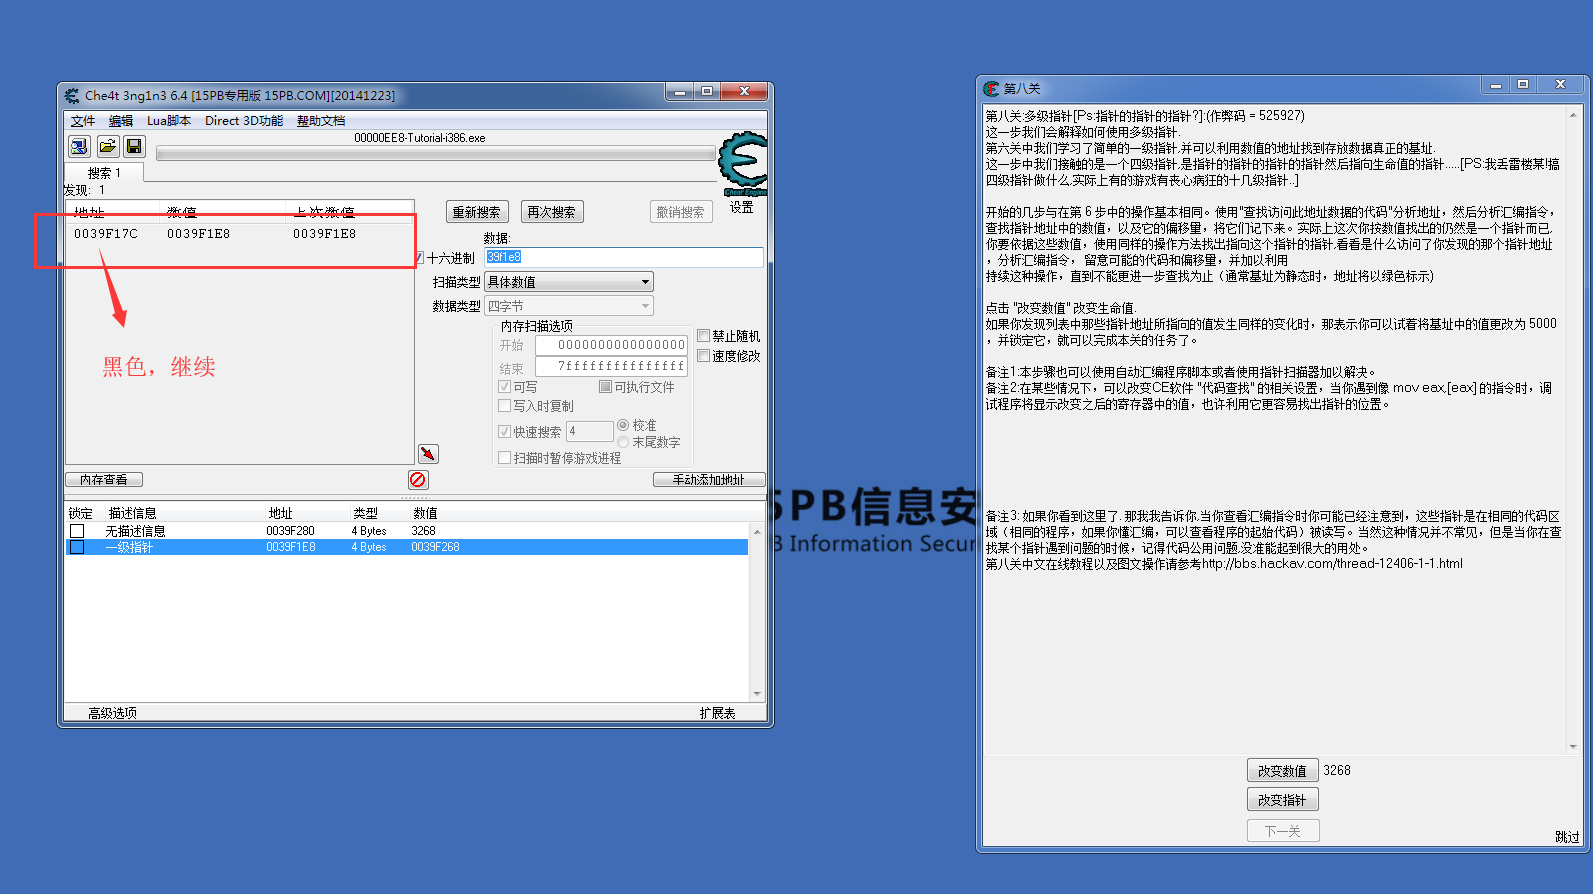 Che4t 3ng1n3 6.4 [15PB专用版 15PB.COM][20141223]
文件 编辑 Lua脚本 Direct 3D功能 帮助文档
00000EE8-Tutorial-i386.exe
搜索 1
发现: 1
地址 数值 上次数值
0039F17C 0039F1E8 0039F1E8
黑色，继续
重新搜索 再次搜索 撤销搜索
Cheat Engine
设置
数据:
十六进制 39f1e8
扫描类型 具体数值
数据类型 四字节
内存扫描选项
开始 0000000000000000
结束 7fffffffffffffff
可写 可执行文件
写入时复制
快速搜索 4 校准
末尾数字
扫描时暂停游戏进程
禁止随机
速度修改
内存查看 手动添加地址
锁定 描述信息 地址 类型 数值
无描述信息 0039F280 4 Bytes 3268
一级指针 0039F1E8 4 Bytes 0039F268
高级选项 扩展表
5PB信息安
B Information Secur
第八关
第八关:多级指针[Ps:指针的指针的指针?]:(作弊码 = 525927)
这一步我们会解释如何使用多级指针.
第六关中我们学习了简单的一级指针,并可以利用数值的地址找到存放数据真正的基址.
这一步中我们接触的是一个四级指针,是指针的指针的指针的指针然后指向生命值的指针.....[PS:我丢雷楼某!搞
四级指针做什么,实际上有的游戏有丧心病狂的十几级指针..]
开始的几步与在第 6 步中的操作基本相同。使用"查找访问此地址数据的代码"分析地址，然后分析汇编指令，
查找指针地址中的数值，以及它的偏移量，将它们记下来。实际上这次你按数值找出的仍然是一个指针而已,
你要依据这些数值，使用同样的操作方法找出指向这个指针的指针,看看是什么访问了你发现的那个指针地址
，分析汇编指令， 留意可能的代码和偏移量，并加以利用
持续这种操作，直到不能更进一步查找为止（通常基址为静态时，地址将以绿色标示)
点击 "改变数值" 改变生命值.
如果你发现列表中那些指针地址所指向的值发生同样的变化时，那表示你可以试着将基址中的值更改为 5000
，并锁定它，就可以完成本关的任务了。
备注1:本步骤也可以使用自动汇编程序脚本或者使用指针扫描器加以解决。
备注2:在某些情况下，可以改变CE软件 "代码查找" 的相关设置，当你遇到像 mov eax,[eax] 的指令时，调
试程序将显示改变之后的寄存器中的值，也许利用它更容易找出指针的位置。
备注3: 如果你看到这里了. 那我我告诉你,当你查看汇编指令时你可能已经注意到，这些指针是在相同的代码区
域（相同的程序，如果你懂汇编，可以查看程序的起始代码）被读写。当然这种情况并不常见，但是当你在查
找某个指针遇到问题的时候，记得代码公用问题.没准能起到很大的用处。
第八关中文在线教程以及图文操作请参考http://bbs.hackav.com/thread-12406-1-1.html
改变数值 3268
改变指针
下一关
跳过